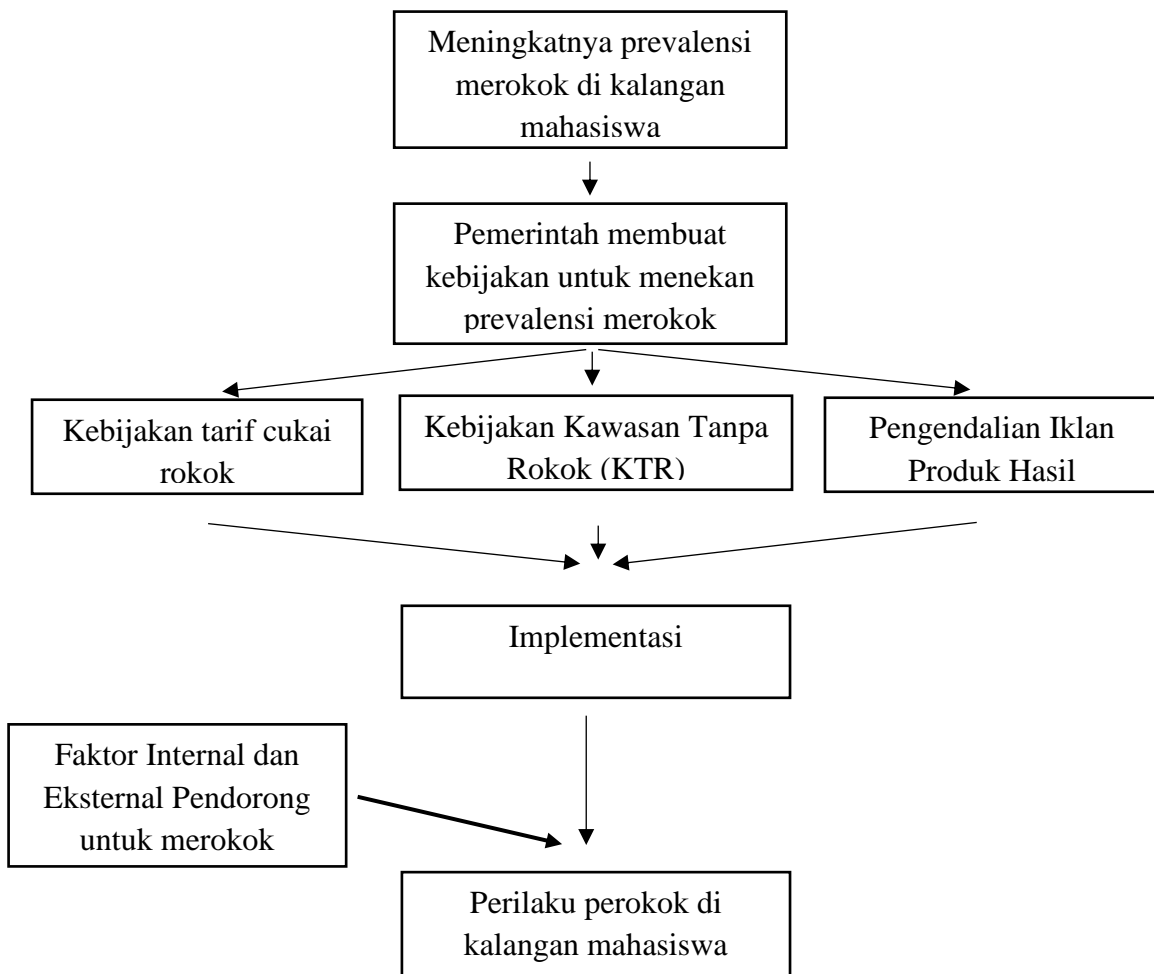 Meningkatnya prevalensi
merokok di kalangan
mahasiswa
Pemerintah membuat
kebijakan untuk menekan
prevalensi merokok
Kebijakan tarif cukai
rokok
Kebijakan Kawasan Tanpa
Rokok (KTR)
Pengendalian Iklan
Produk Hasil
Implementasi
Faktor Internal dan
Eksternal Pendorong
untuk merokok
Perilaku perokok di
kalangan mahasiswa